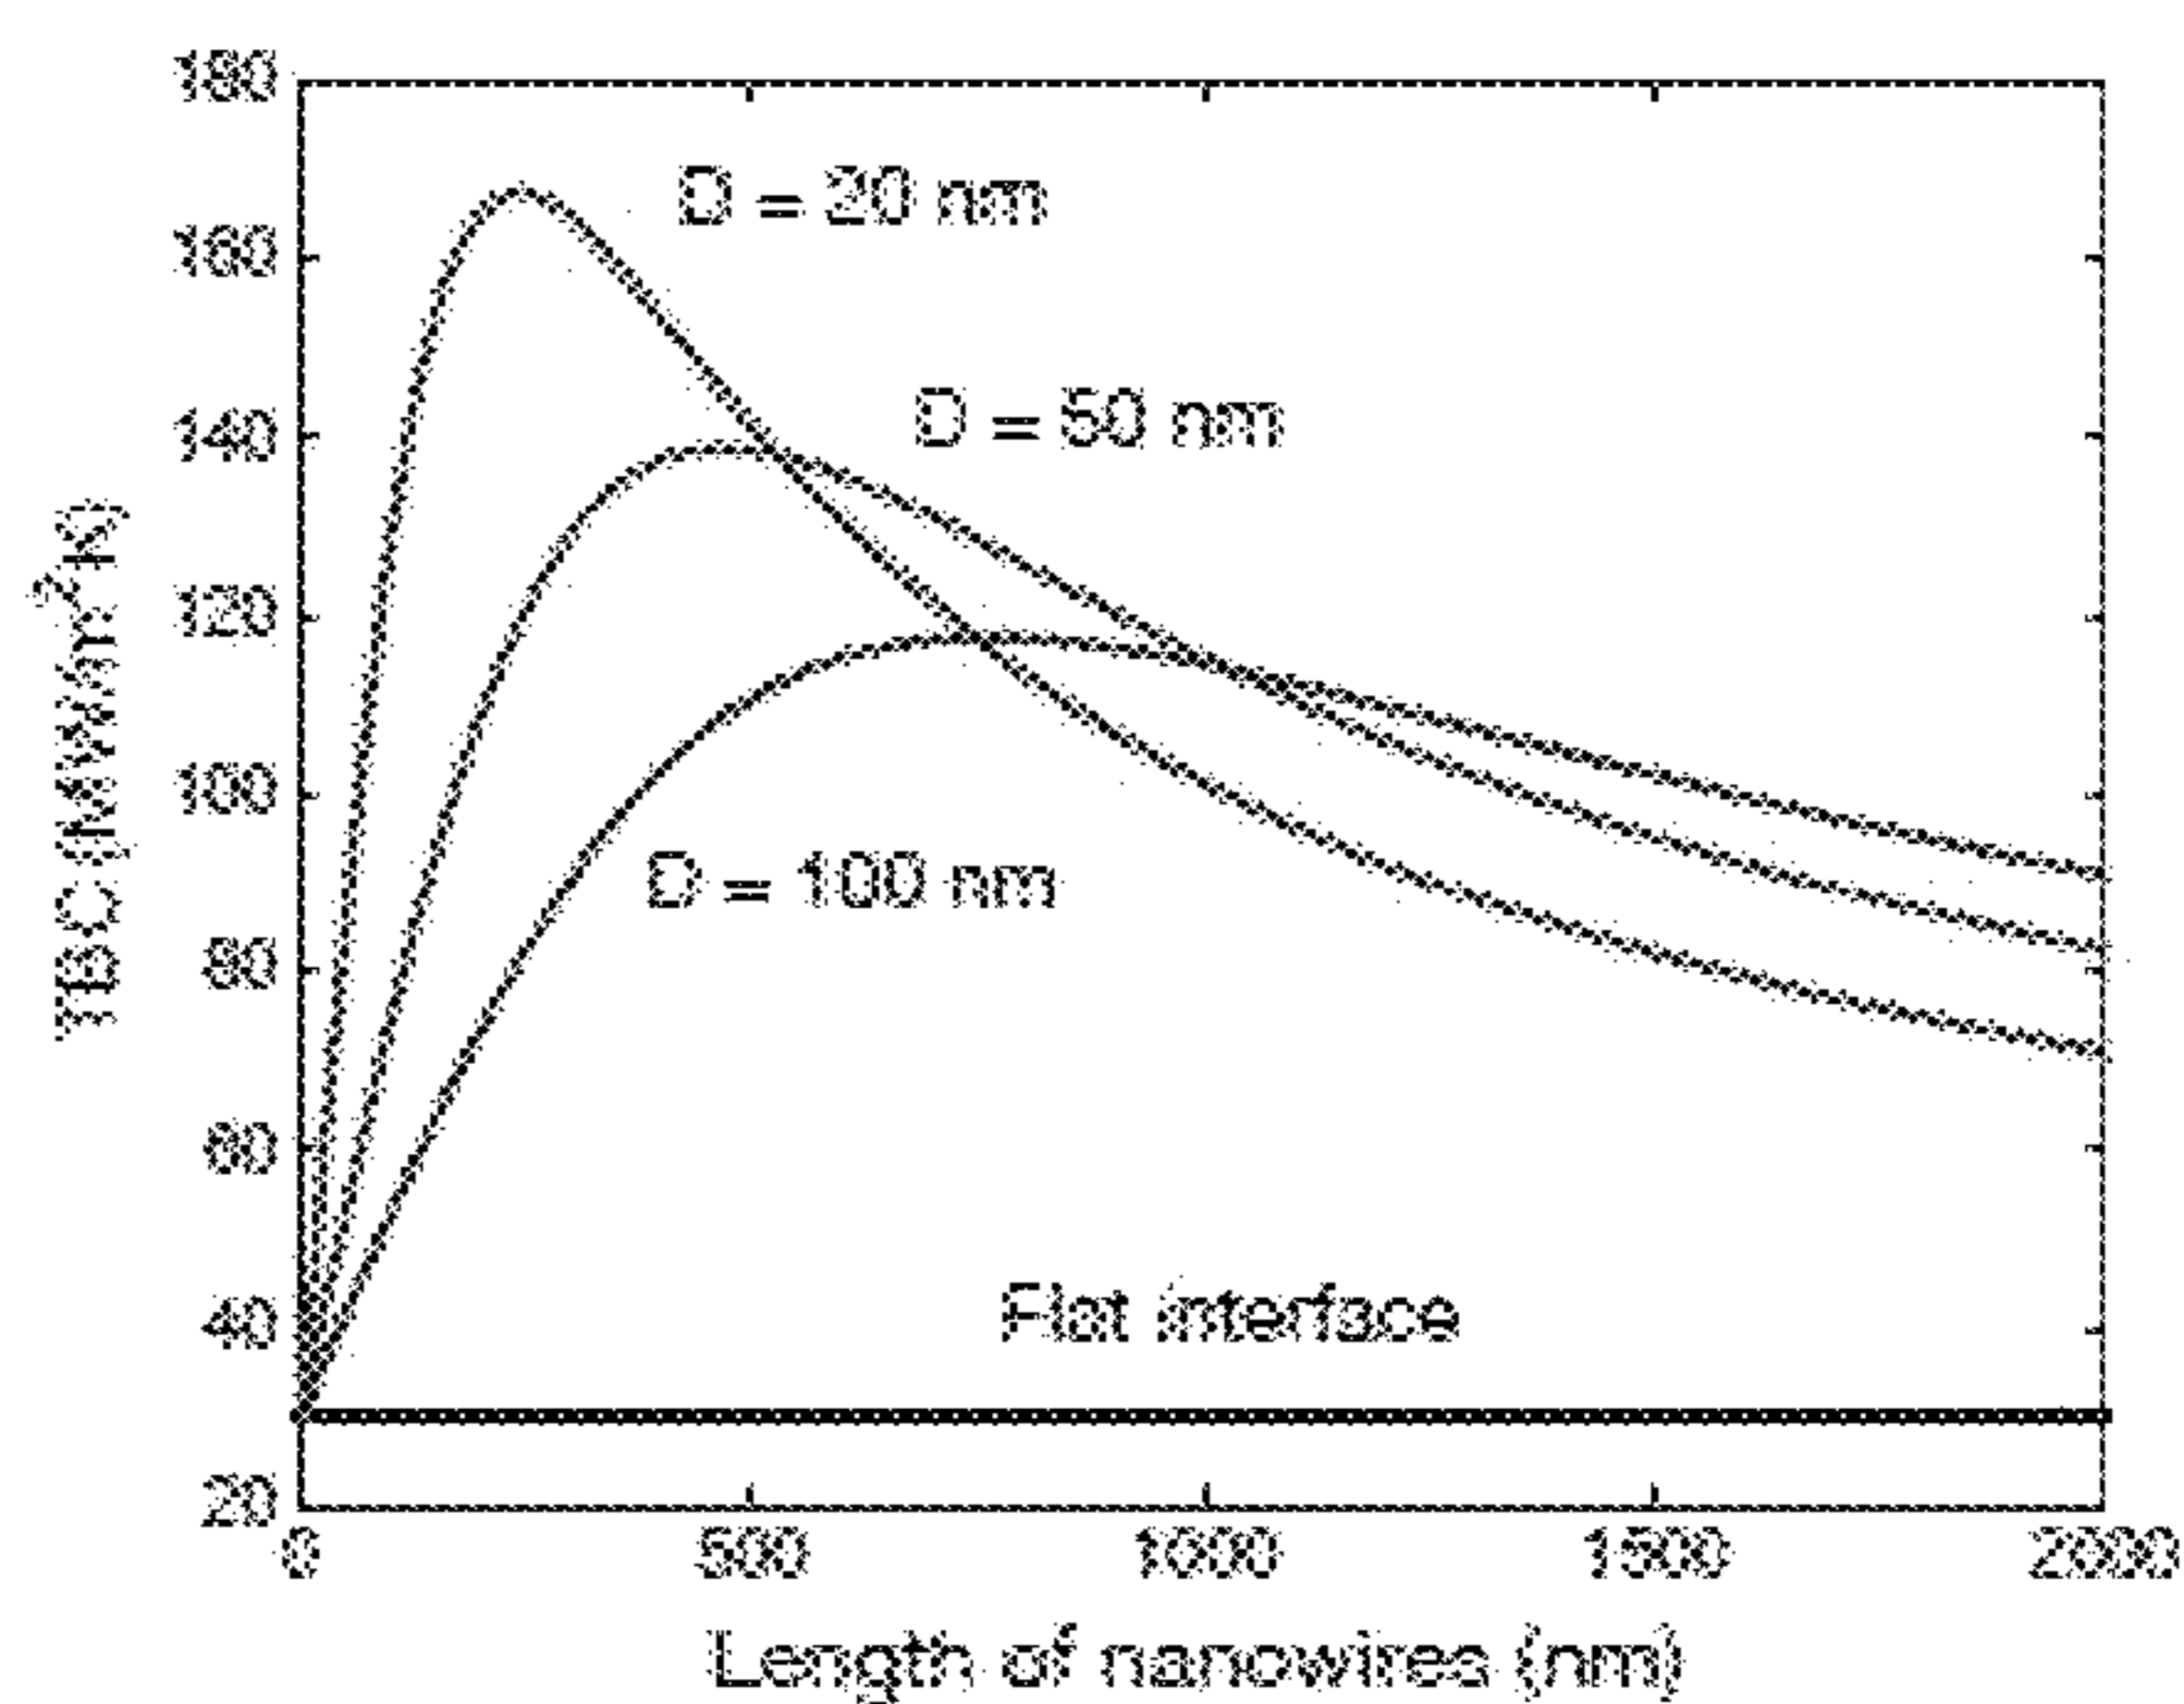 180
160
140
120
100
80
60
40
20
TBC (MW/m²K)
D = 20 nm
D = 50 nm
D = 100 nm
Flat interface
0 500 1000 1500 2000
Length of nanowires (nm)